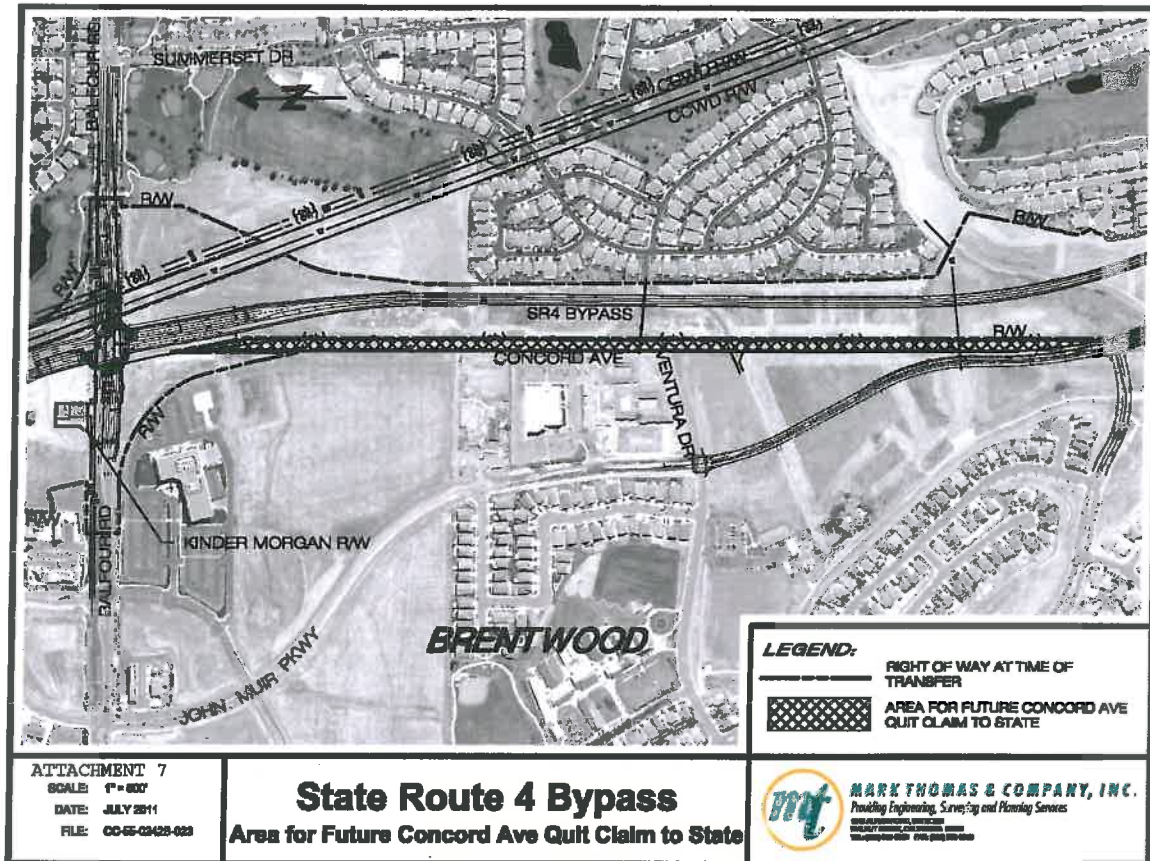 SUMMERSET DR
BALFOUR RD
N
CCWD R/W
CCWD R/W
R/W
R/W
R/W
SR4 BYPASS
R/W
CONCORD AVE
VENTURA DR
R/W
R/W
KINDER MORGAN R/W
BALFOUR RD
JOHN MUIR PKWY
BRENTWOOD
LEGEND:
RIGHT OF WAY AT TIME OF
TRANSFER
AREA FOR FUTURE CONCORD AVE
QUIT CLAIM TO STATE
ATTACHMENT 7
SCALE:
DATE: JULY 2011
FILE:
State Route 4 Bypass
Area for Future Concord Ave Quit Claim to State
mt
MARK THOMAS & COMPANY, INC.
Providing Engineering, Surveying and Planning Services